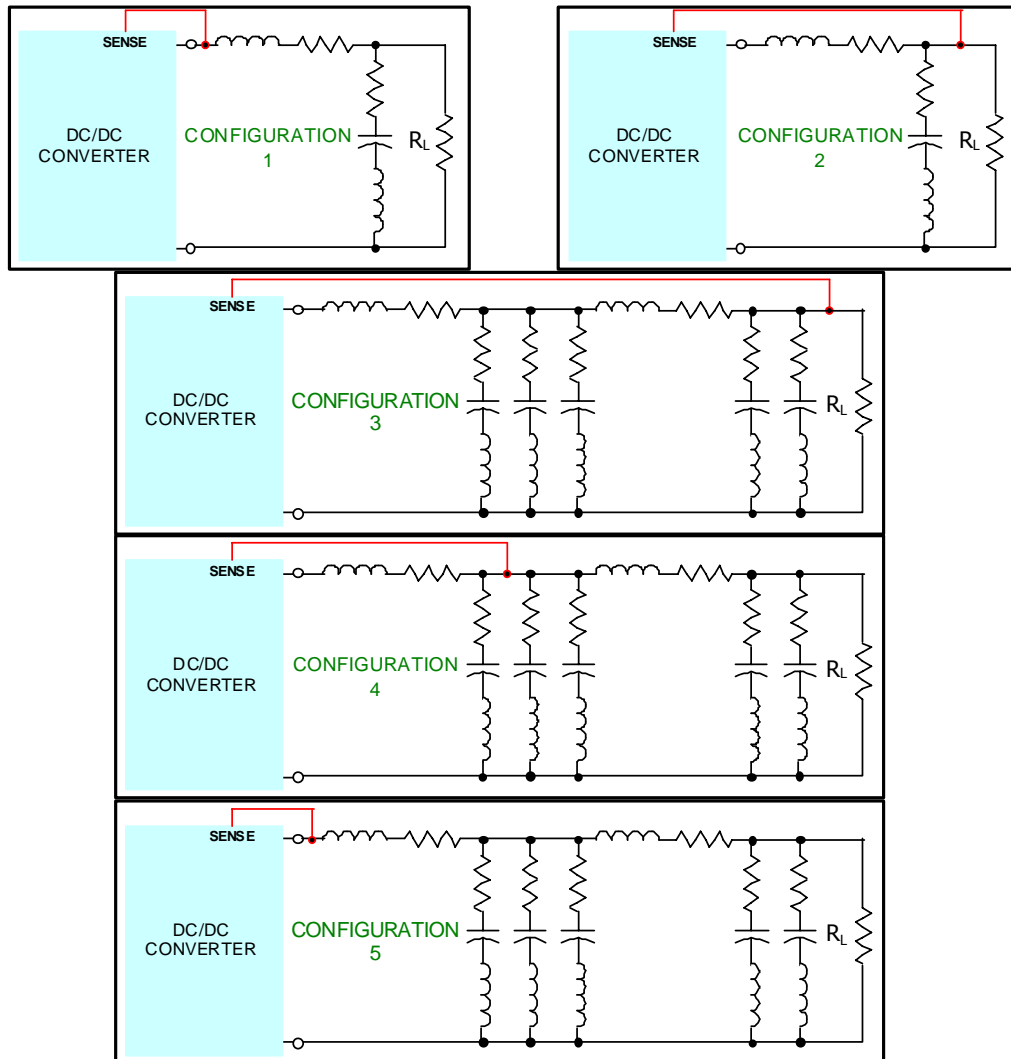 SENSE
DC/DC
CONVERTER
CONFIGURATION
1
RL
SENSE
DC/DC
CONVERTER
CONFIGURATION
2
RL
SENSE
DC/DC
CONVERTER
CONFIGURATION
3
RL
SENSE
DC/DC
CONVERTER
CONFIGURATION
4
RL
SENSE
DC/DC
CONVERTER
CONFIGURATION
5
RL